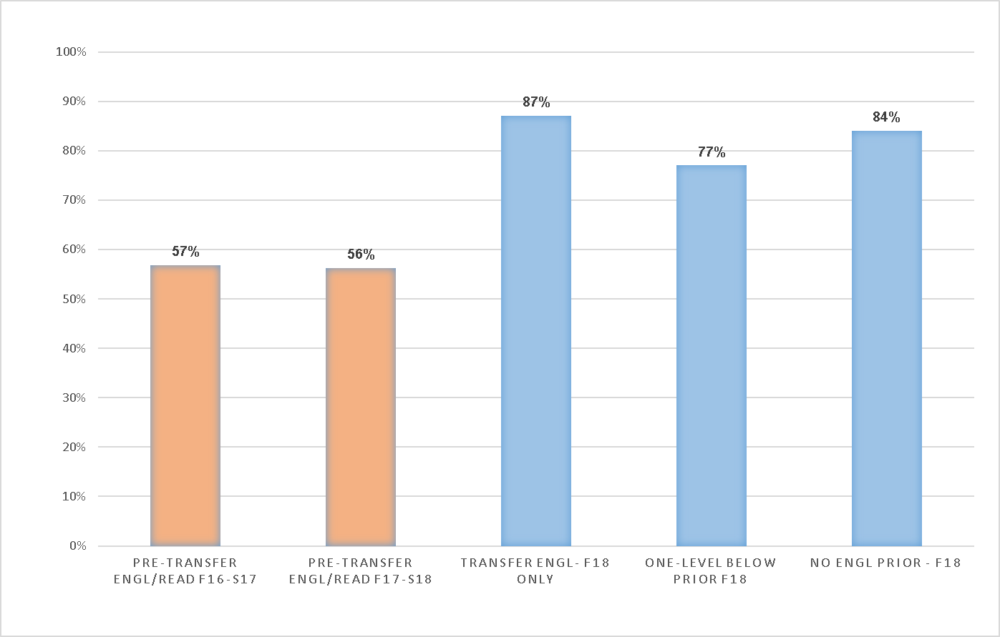 100%
90%
80%
70%
60%
50%
40%
30%
20%
10%
0%
57%
56%
87%
77%
84%
PRE-TRANSFER
ENGL/READ F16-S17
PRE-TRANSFER
ENGL/READ F17-S18
TRANSFER ENGL- F18
ONLY
ONE-LEVEL BELOW
PRIOR F18
NO ENGL PRIOR - F18